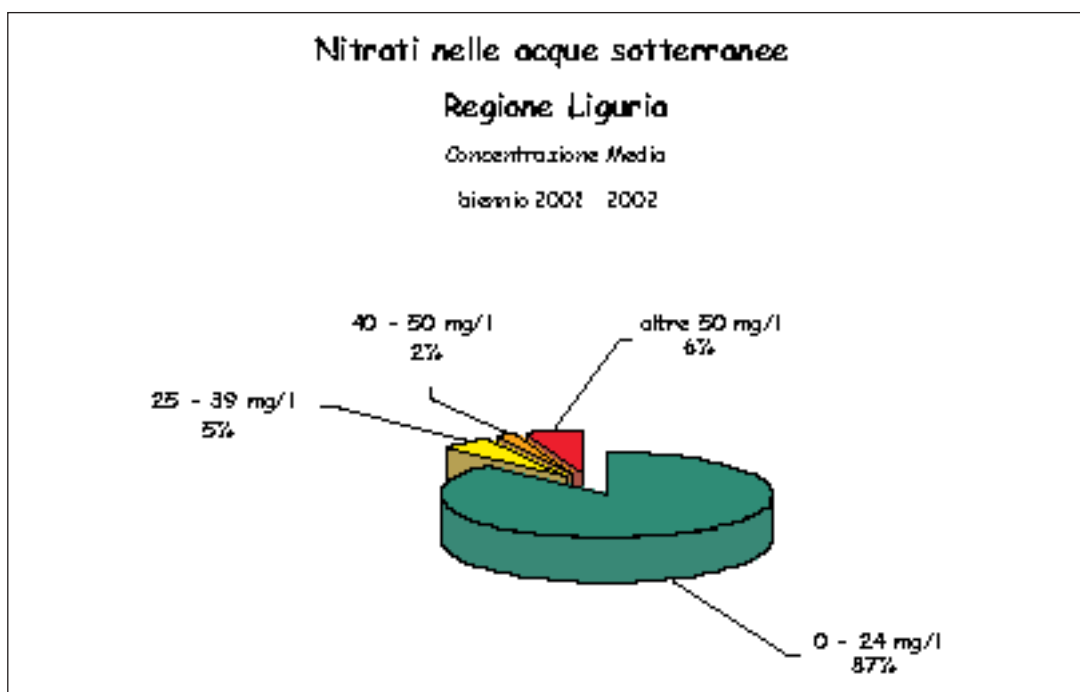 Nitrati nelle acque sotterranee
Regione Liguria
Concentrazione Media
biennio 2002
40 - 50 mg/l
2%
oltre 50 mg/l
6%
25 - 39 mg/l
5%
0 - 24 mg/l
87%